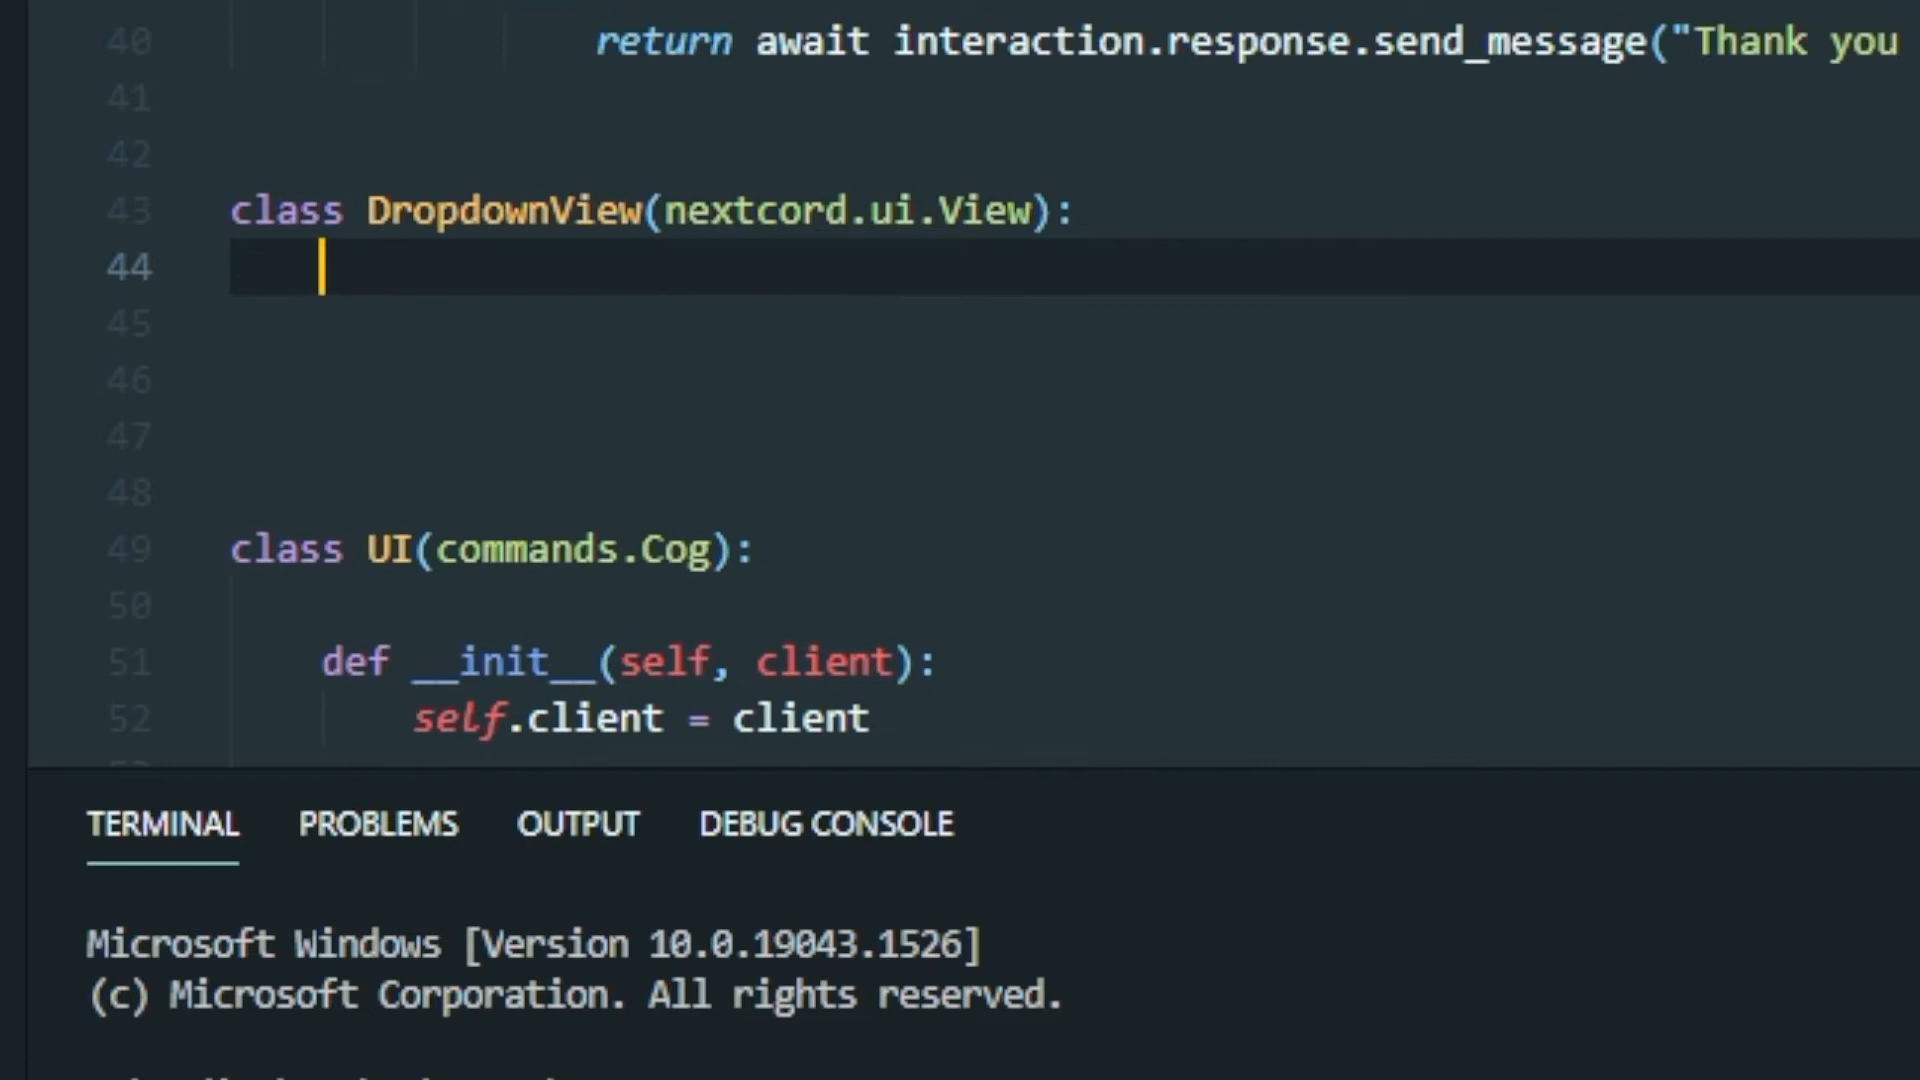 40 return await interaction.response.send_message("Thank you
41
42
43 class DropdownView(nextcord.ui.View):
44
45
46
47
48
49 class UI(commands.Cog):
50
51 def __init__(self, client):
52 self.client = client
TERMINAL PROBLEMS OUTPUT DEBUG CONSOLE
Microsoft Windows [Version 10.0.19043.1526]
(c) Microsoft Corporation. All rights reserved.